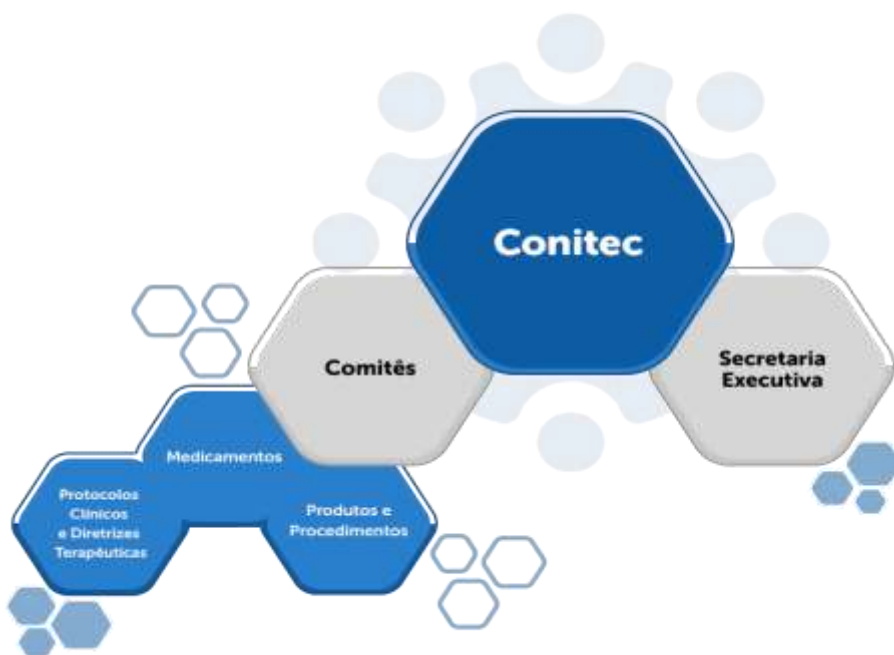 Conitec
Comitês
Secretaria
Executiva
Medicamentos
Protocolos
Clínicos
e Diretrizes
Terapêuticas
Produtos e
Procedimentos